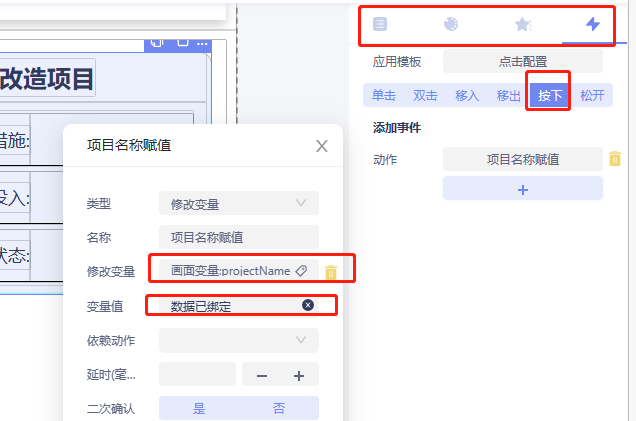 改造项目
措施:
投入:
状态:
应用模板 点击配置
单击 双击 移入 移出 按下 松开
添加事件
动作 项目名称赋值
+
项目名称赋值 X
类型 修改变量
名称 项目名称赋值
修改变量 画面变量:projectName
变量值 数据已绑定
依赖动作
延时(毫...
— +
二次确认 是 否